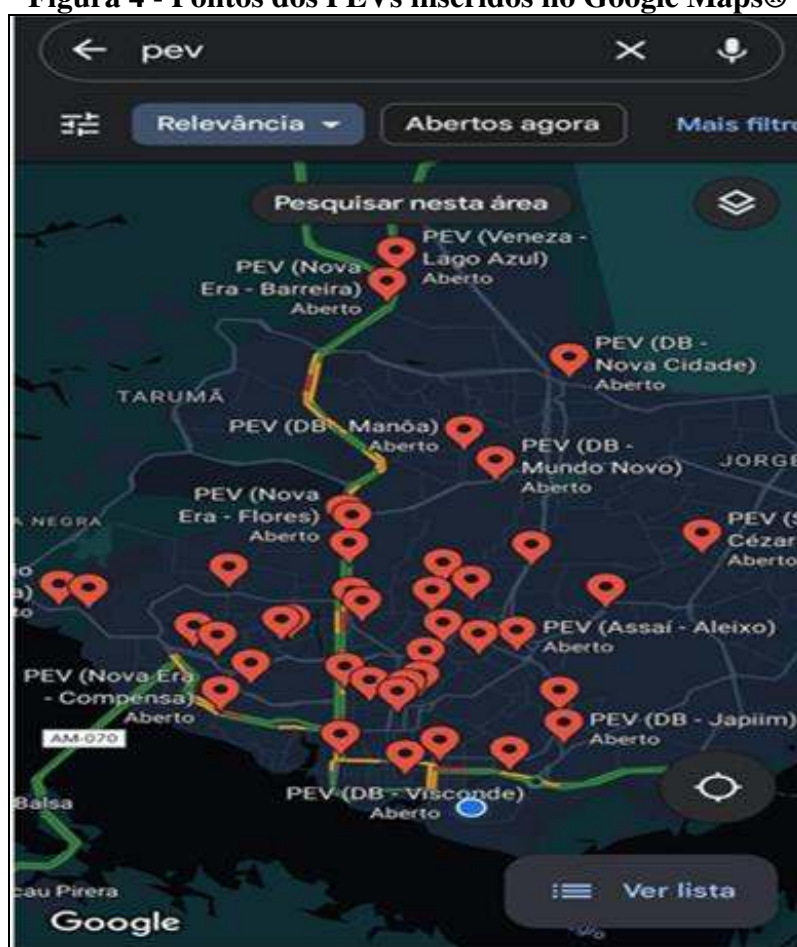 Figura 4 - Pontos dos PEVs inseridos no Google Maps®
pev
Relevância
Abertos agora
Mais filtro
Pesquisar nesta área
PEV (Veneza -
Lago Azul)
Aberto
PEV (Nova
Era - Barreira)
Aberto
PEV (DB -
Nova Cidade)
Aberto
TARUMÃ
PEV (DB - Manôa)
Aberto
PEV (DB -
Mundo Novo)
Aberto
JORGE
PEV (Nova
Era - Flores)
Aberto
A NEGRA
PEV (S
Cézar
Aberto
PEV (Assaí - Aleixo)
Aberto
PEV (Nova Era
- Compensa)
Aberto
AM-070
PEV (DB - Japiim)
Aberto
Balsa
PEV (DB - Visconde)
Aberto
cau Pirera
Ver lista
Google